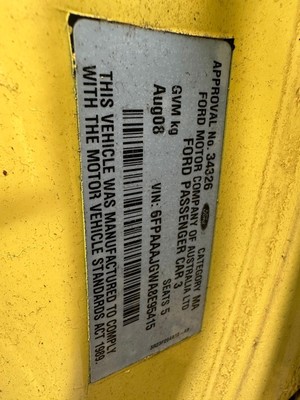 APPROVAL No. 34326 CATEGORY MA
FORD MOTOR COMPANY OF AUSTRALIA LTD
FORD PASSENGER CAR 3
GVM kg SEATS 5
Aug08 VIN: 6FPAAAJGWA8E95415
THIS VEHICLE WAS MANUFACTURED TO COMPLY
WITH THE MOTOR VEHICLE STANDARDS ACT 1989.